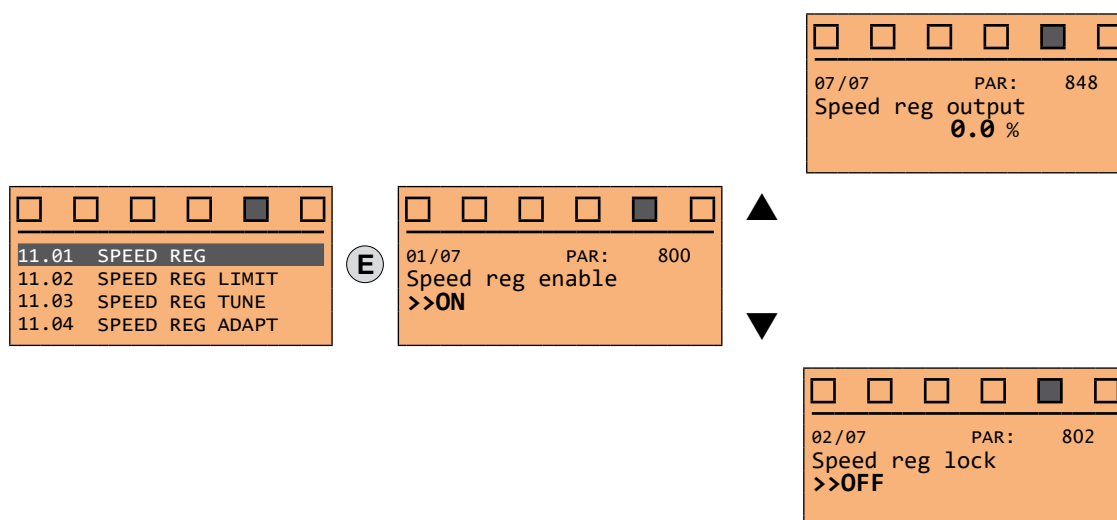 07/07 PAR: 848
Speed reg output
0.0 %
11.01 SPEED REG
11.02 SPEED REG LIMIT
11.03 SPEED REG TUNE
11.04 SPEED REG ADAPT
E
01/07 PAR: 800
Speed reg enable
>>ON
02/07 PAR: 802
Speed reg lock
>>OFF